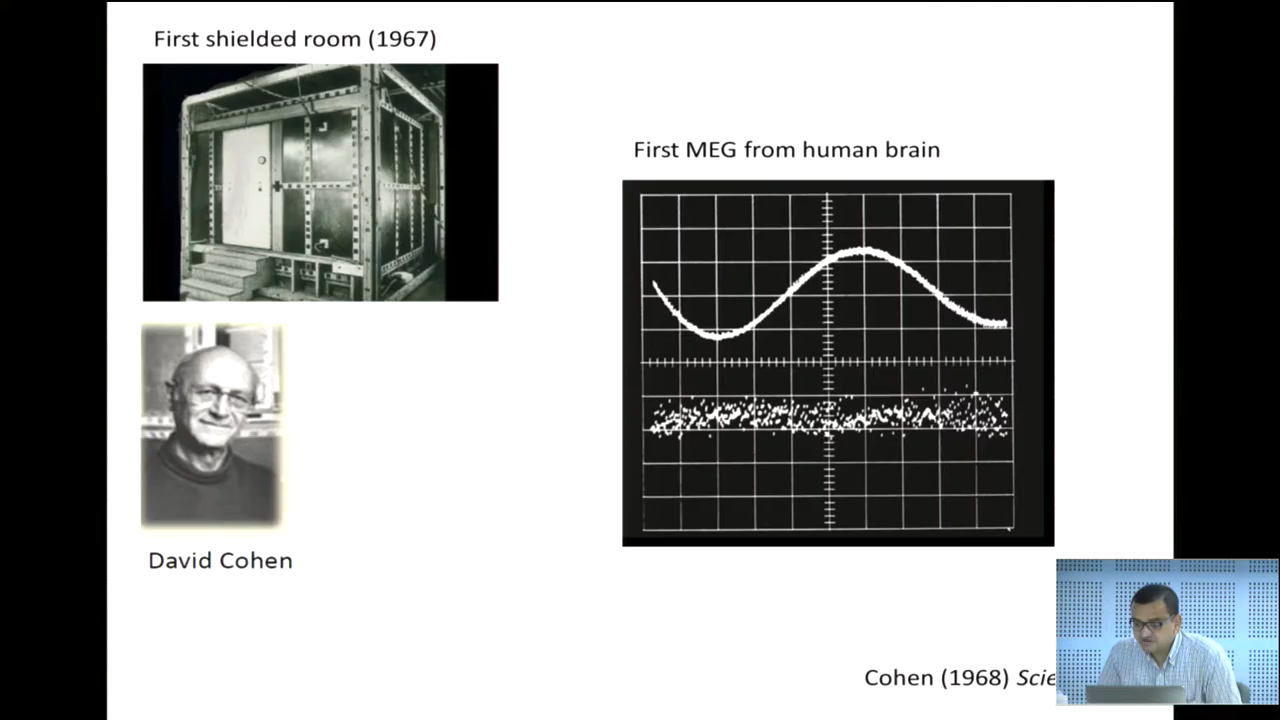 First shielded room (1967)
First MEG from human brain
David Cohen
Cohen (1968)